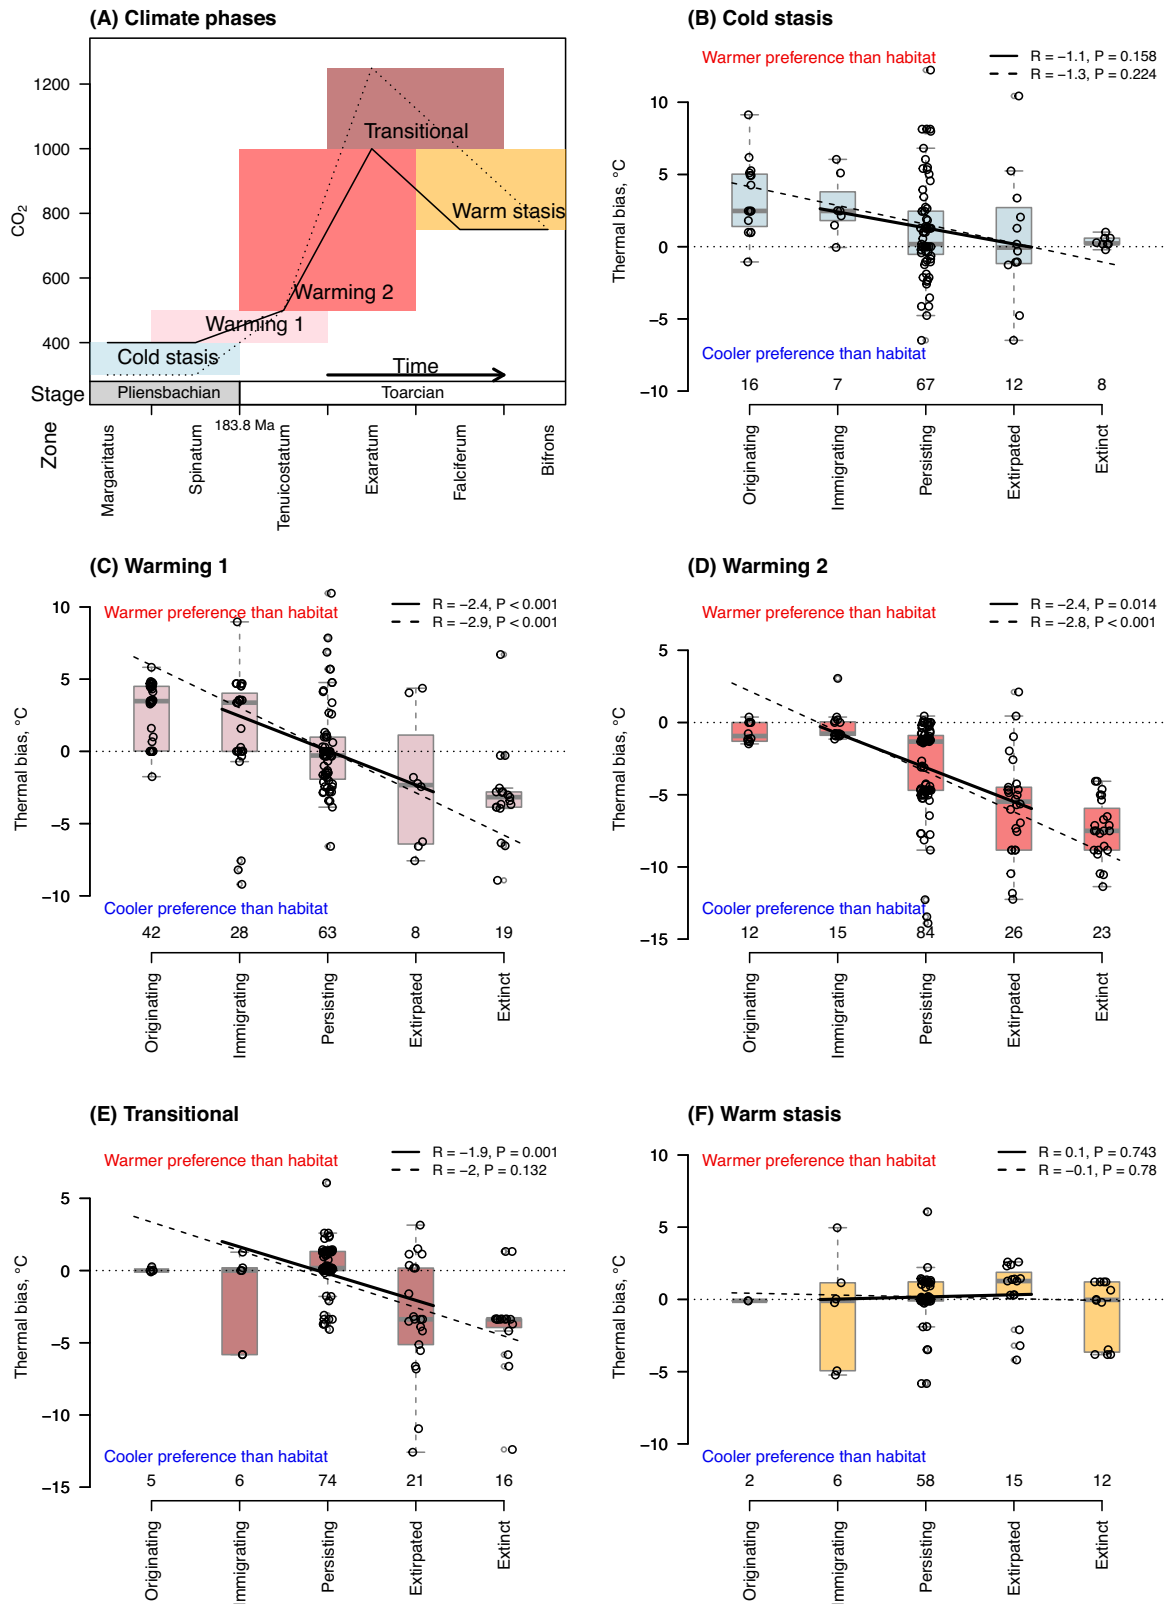 (A) Climate phases
CO2
1200
1000
800
600
400
Transitional
Warm stasis
Warming 2
Warming 1
Cold stasis
Time
Stage
Pliensbachian
Toarcian
183.8 Ma
Zone
Margaritatus
Spinatum
Tenuicostatum
Exaratum
Falciferum
Bifrons
(B) Cold stasis
Warmer preference than habitat
R = −1.1, P = 0.158
R = −1.3, P = 0.224
Thermal bias, °C
10
5
0
−5
−10
Cooler preference than habitat
16 7 67 12 8
Originating
Immigrating
Persisting
Extirpated
Extinct
(C) Warming 1
Warmer preference than habitat
R = −2.4, P < 0.001
R = −2.9, P < 0.001
Thermal bias, °C
10
5
0
−5
−10
Cooler preference than habitat
42 28 63 8 19
Originating
Immigrating
Persisting
Extirpated
Extinct
(D) Warming 2
Warmer preference than habitat
R = −2.4, P = 0.014
R = −2.8, P < 0.001
Thermal bias, °C
5
0
−5
−10
−15
Cooler preference than habitat
12 15 84 26 23
Originating
Immigrating
Persisting
Extirpated
Extinct
(E) Transitional
Warmer preference than habitat
R = −1.9, P = 0.001
R = −2, P = 0.132
Thermal bias, °C
5
0
−5
−10
−15
Cooler preference than habitat
5 6 74 21 16
Originating
Immigrating
Persisting
Extirpated
Extinct
(F) Warm stasis
Warmer preference than habitat
R = 0.1, P = 0.743
R = −0.1, P = 0.78
Thermal bias, °C
10
5
0
−5
−10
Cooler preference than habitat
2 6 58 15 12
Originating
Immigrating
Persisting
Extirpated
Extinct